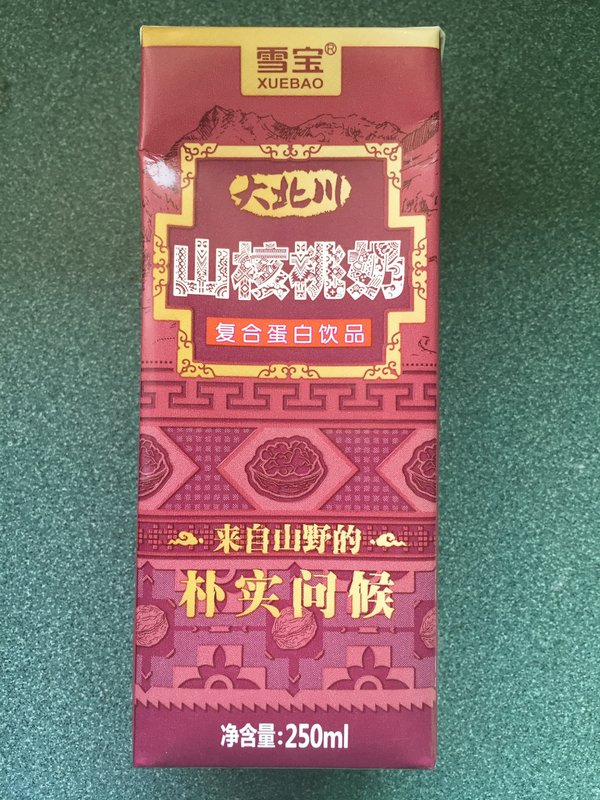 雪宝®
XUEBAO
大北川
山核桃奶
复合蛋白饮品
来自山野的
朴实问候
净含量:250ml